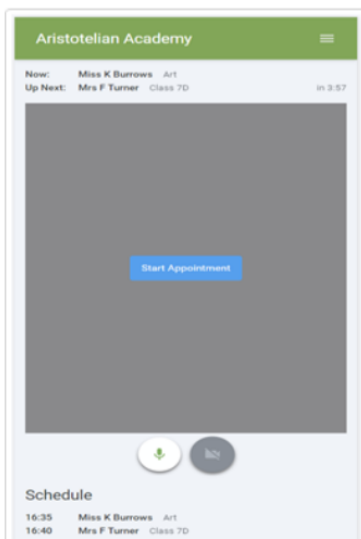 Aristotelian Academy
Now: Miss K Burrows Art
Up Next: Mrs F Turner Class 7D in 3:57
Start Appointment
Schedule
16:35 Miss K Burrows Art
16:40 Mrs F Turner Class 7D